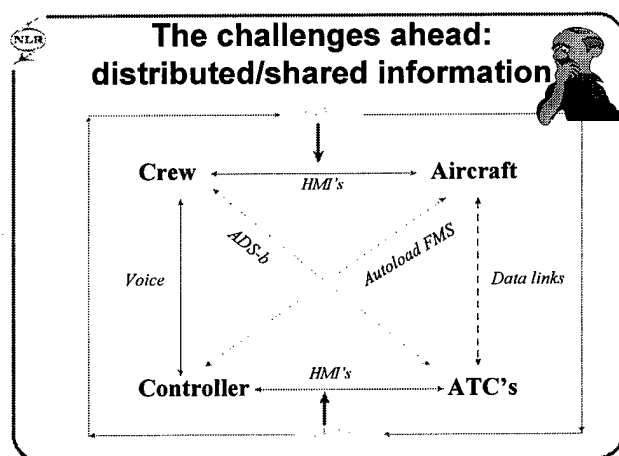 NLR
The challenges ahead:
distributed/shared information
Crew
HMI's
Aircraft
ADS-b
Autoload FMS
Voice
Data links
Controller
HMI's
ATC's